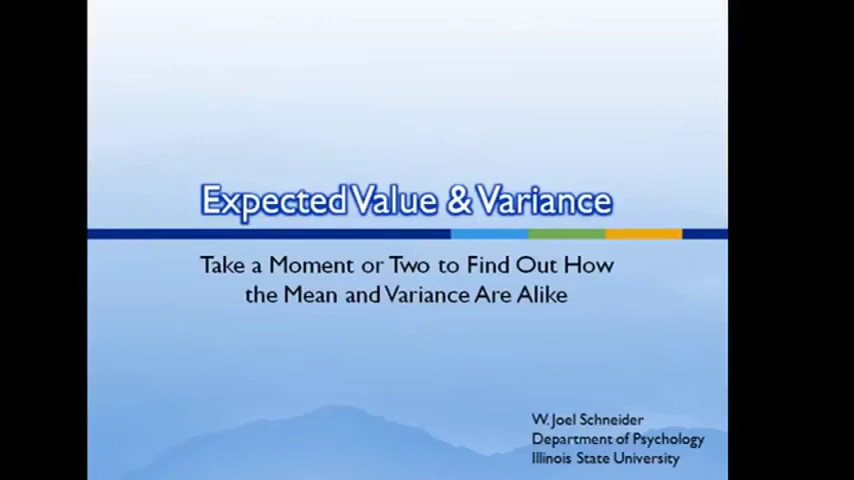 Expected Value & Variance
Take a Moment or Two to Find Out How
the Mean and Variance Are Alike
W. Joel Schneider
Department of Psychology
Illinois State University